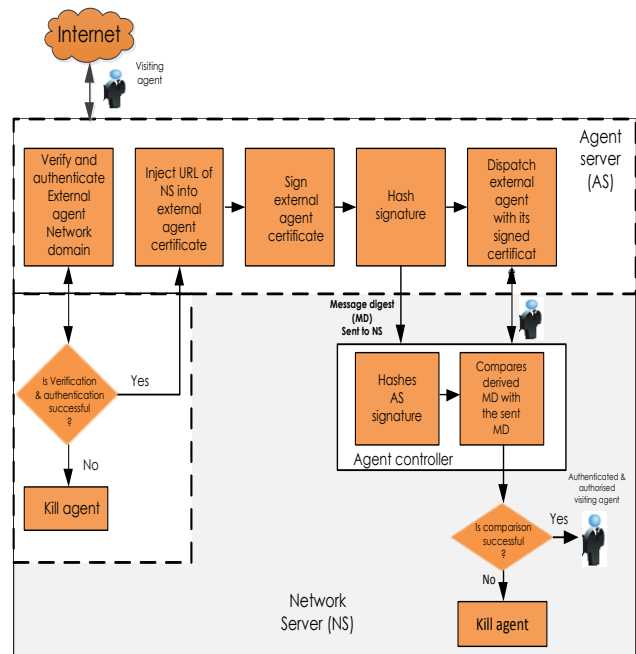 Internet
Visiting
agent
Agent
server
(AS)
Verify and
authenticate
External
agent
Network
domain
Inject URL of
NS into
external
agent
certificate
Sign
external
agent
certificate
Hash
signature
Dispatch
external
agent
with its
signed
certificat
Message digest
(MD)
Sent to NS
Is Verification
& authentication
successful
?
Yes
No
Kill agent
Hashes
AS
signature
Compares
derived
MD with
the sent
MD
Agent controller
Authenticated &
authorised
visiting agent
Is comparison
successful
?
Yes
No
Kill agent
Network
Server (NS)